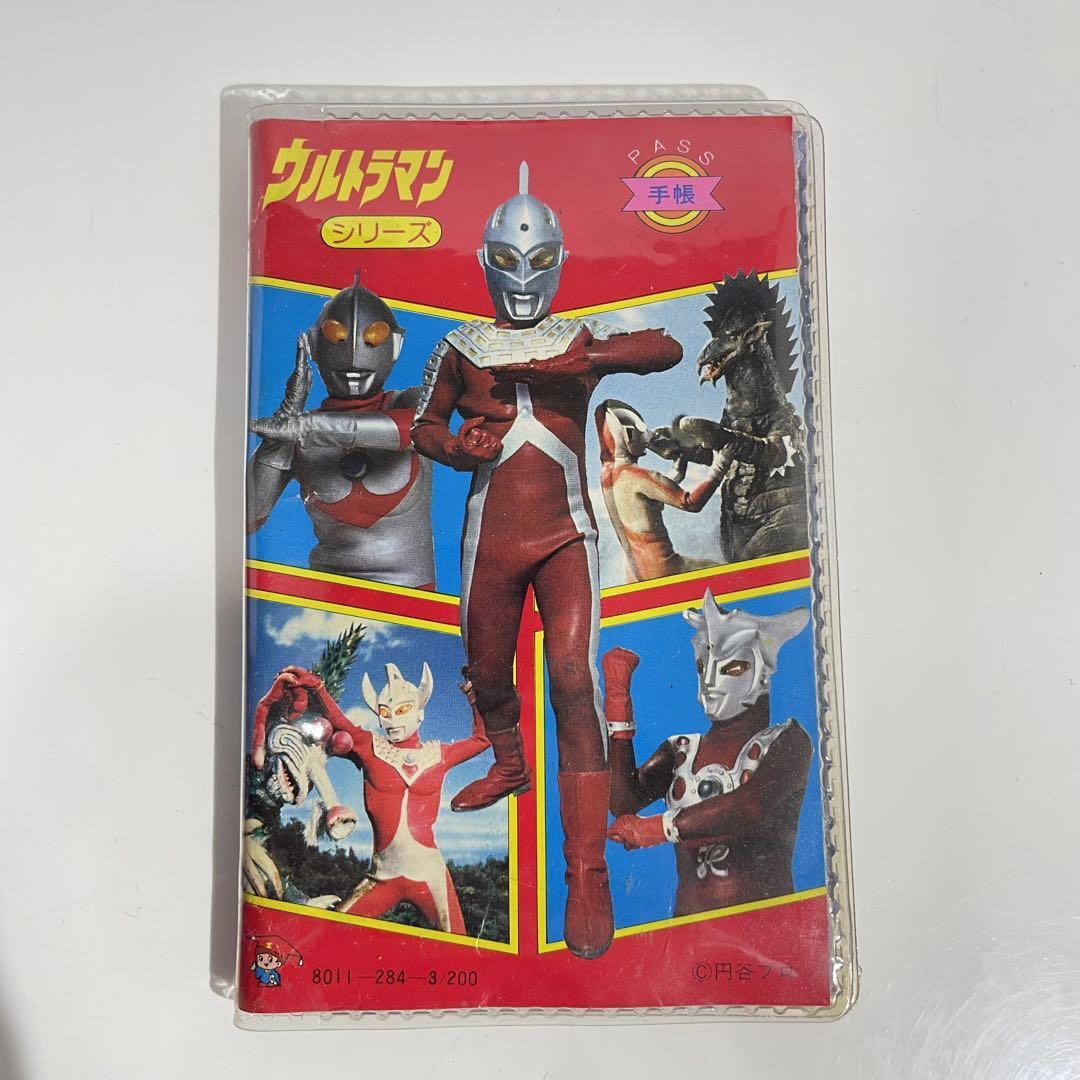 ウルトラマン
シリーズ
PASS
手帳
8011-284-3/200
©円谷プロ